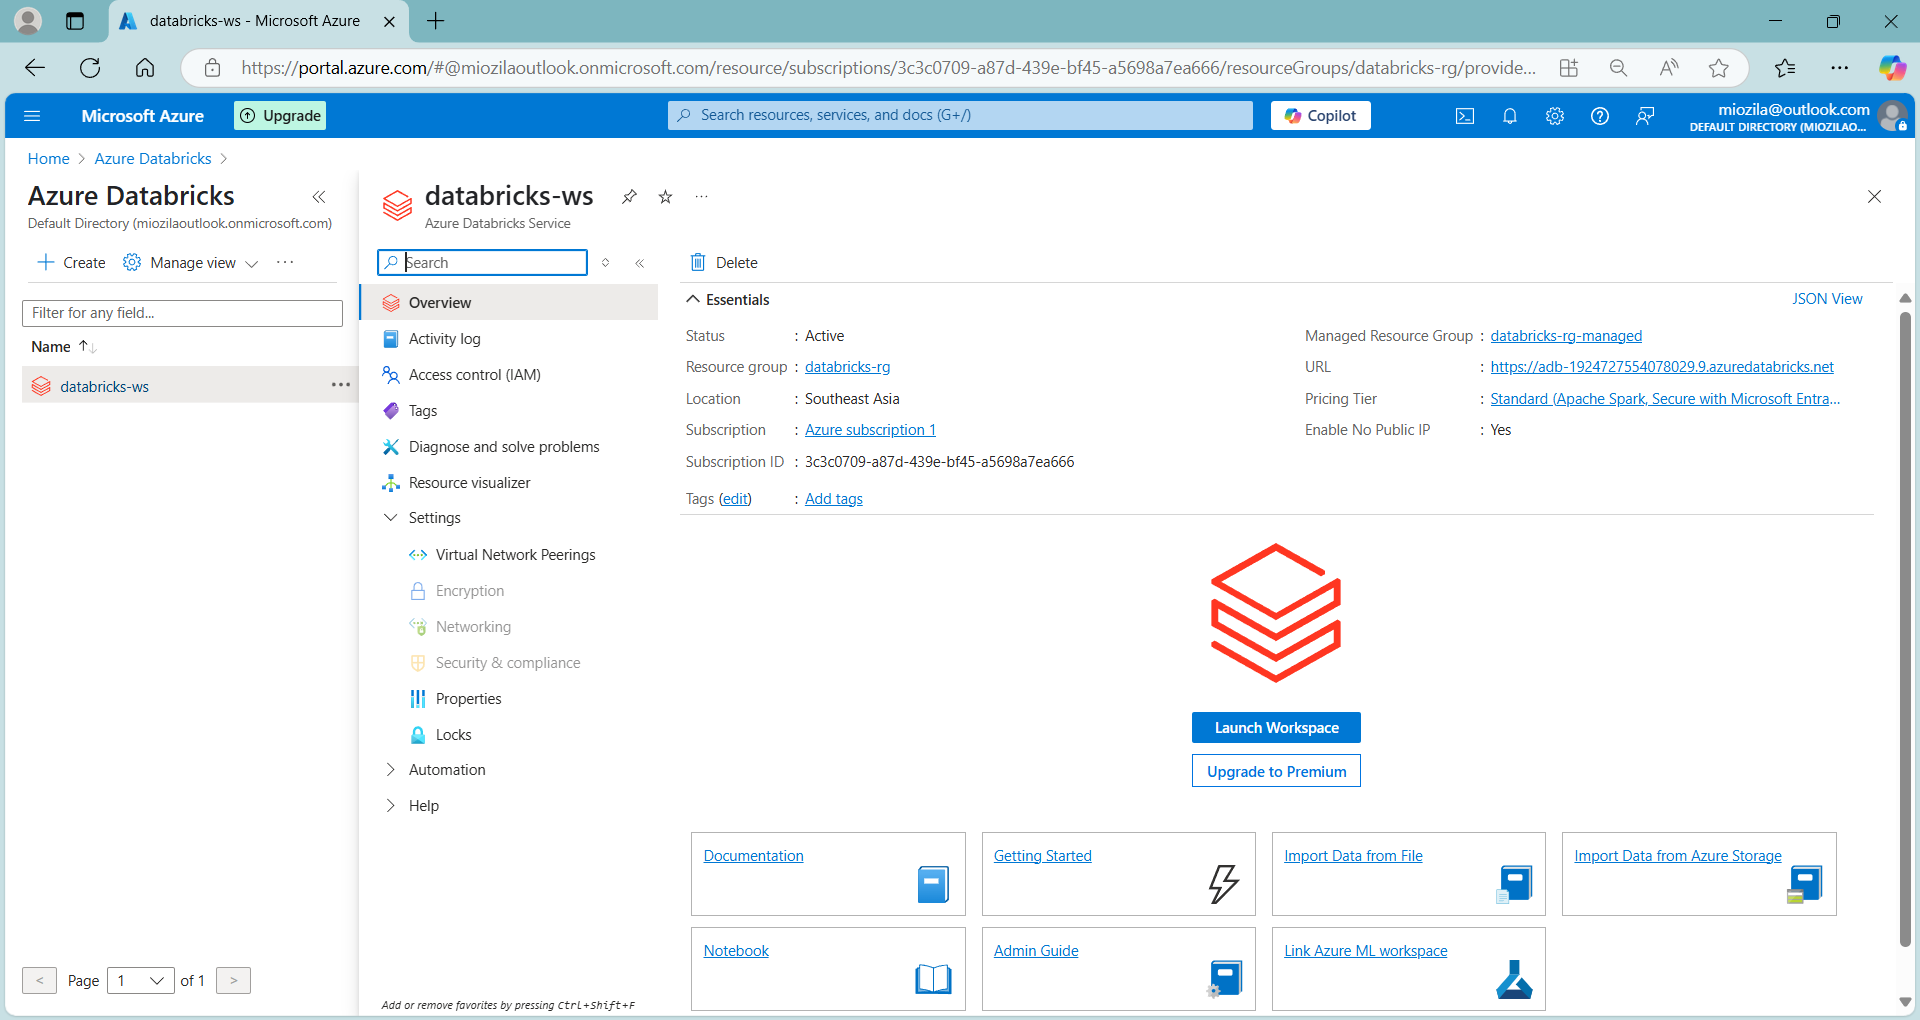 databricks-ws - Microsoft Azure
https://portal.azure.com/#@miozilaoutlook.onmicrosoft.com/resource/subscriptions/3c3c0709-a87d-439e-bf45-a5698a7ea666/resourceGroups/databricks-rg/provide...
Microsoft Azure
Upgrade
Search resources, services, and docs (G+/)
Copilot
miozila@outlook.com
DEFAULT DIRECTORY (MIOZILAO...
Home > Azure Databricks >
Azure Databricks
Default Directory (miozilaoutlook.onmicrosoft.com)
Create
Manage view
Filter for any field...
Name
databricks-ws
< Page 1 of 1 >
databricks-ws
Azure Databricks Service
Search
Overview
Activity log
Access control (IAM)
Tags
Diagnose and solve problems
Resource visualizer
Settings
Virtual Network Peerings
Encryption
Networking
Security & compliance
Properties
Locks
Automation
Help
Add or remove favorites by pressing Ctrl+Shift+F
Delete
Essentials
JSON View
Status : Active
Resource group : databricks-rg
Location : Southeast Asia
Subscription : Azure subscription 1
Subscription ID : 3c3c0709-a87d-439e-bf45-a5698a7ea666
Tags (edit) : Add tags
Managed Resource Group : databricks-rg-managed
URL : https://adb-1924727554078029.9.azuredatabricks.net
Pricing Tier : Standard (Apache Spark, Secure with Microsoft Entra...
Enable No Public IP : Yes
Launch Workspace
Upgrade to Premium
Documentation
Getting Started
Import Data from File
Import Data from Azure Storage
Notebook
Admin Guide
Link Azure ML workspace